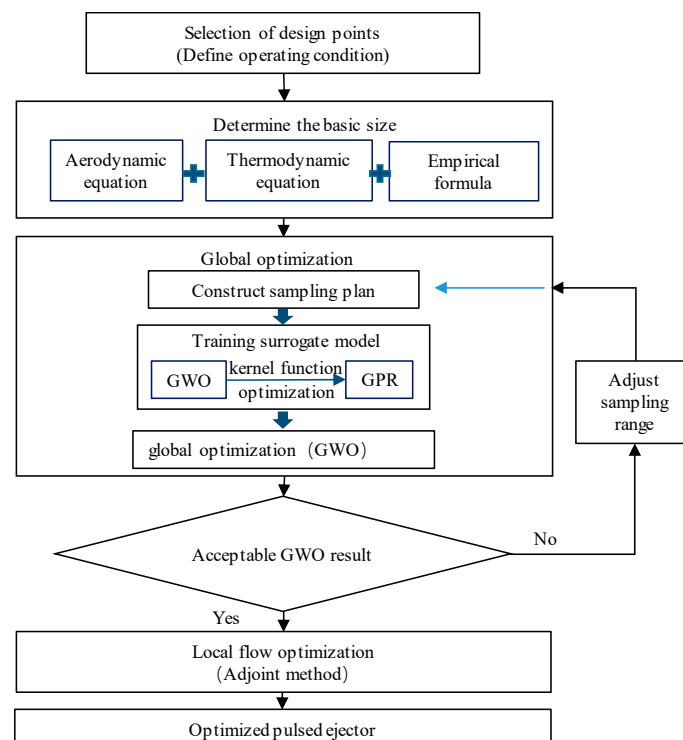 Selection of design points
(Define operating condition)
Determine the basic size
Aerodynamic
equation
Thermodynamic
equation
Empirical
formula
Global optimization
Construct sampling plan
Training surrogate model
GWO
kernel function
optimization
GPR
global optimization (GWO)
Adjust
sampling
range
Acceptable GWO result
No
Yes
Local flow optimization
(Adjoint method)
Optimized pulsed ejector